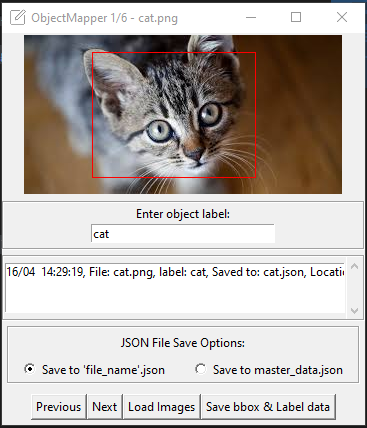 ObjectMapper 1/6 - cat.png
Enter object label:
cat
16/04 14:29:19, File: cat.png, label: cat, Saved to: cat.json, Locatio
JSON File Save Options:
Save to 'file_name'.json Save to master_data.json
Previous Next Load Images Save bbox & Label data